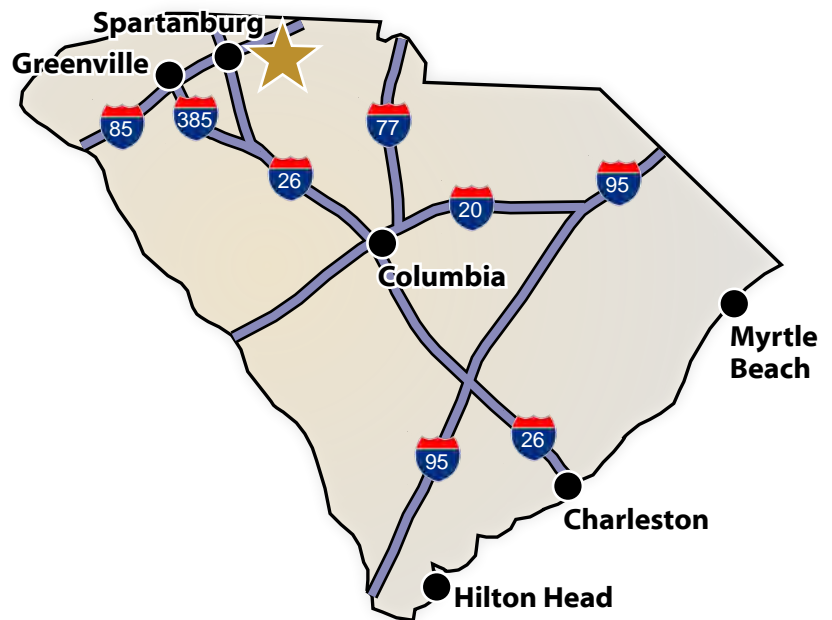 Spartanburg
Greenville
85
385
77
26
20
95
Columbia
Myrtle
Beach
95
26
Charleston
Hilton Head